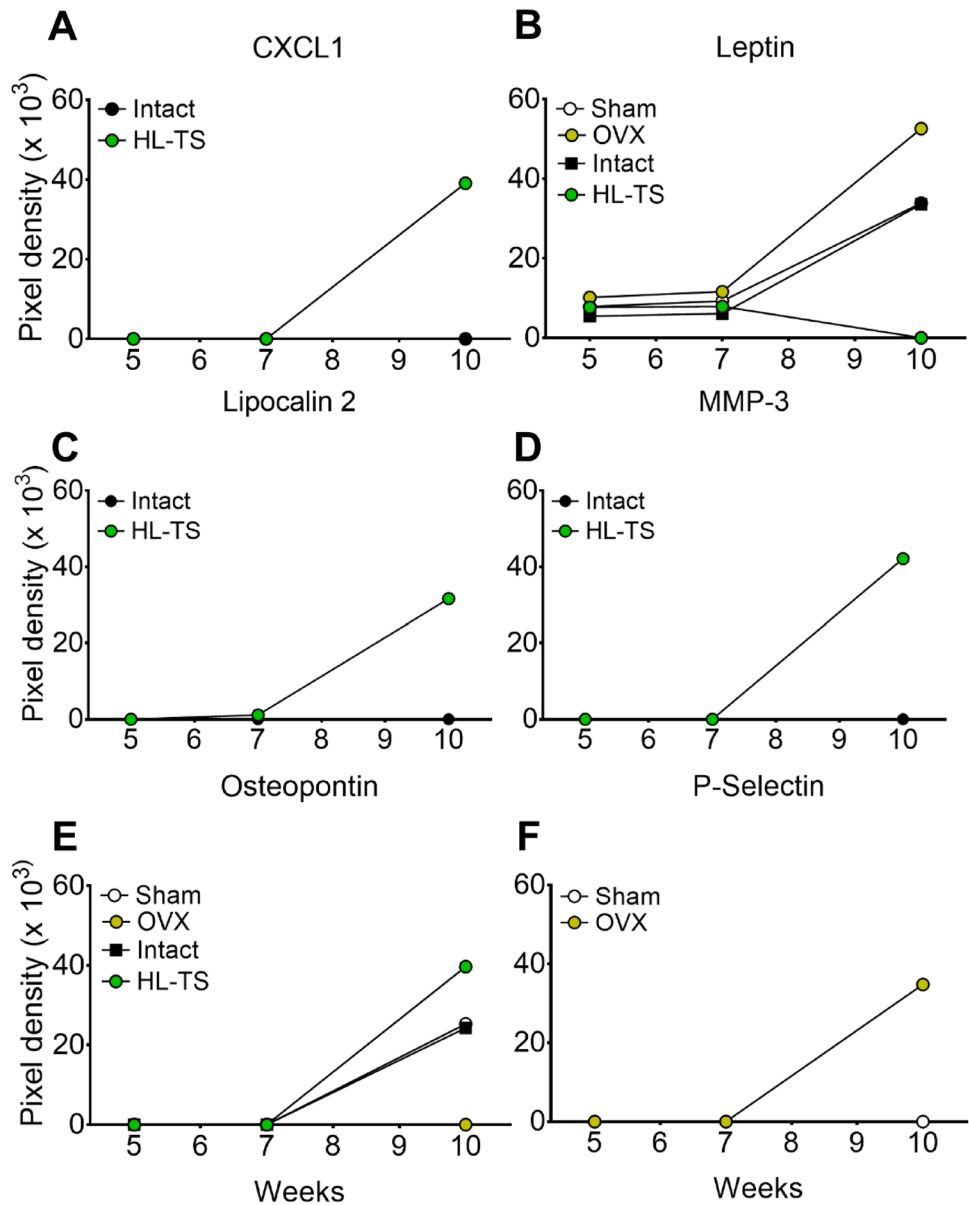 A
CXCL1
Pixel density (x 10³)
60
40
20
0
Intact
HL-TS
5 6 7 8 9 10
B
Leptin
60
40
20
0
Sham
OVX
Intact
HL-TS
5 6 7 8 9 10
C
Lipocalin 2
Pixel density (x 10³)
60
40
20
0
Intact
HL-TS
5 6 7 8 9 10
D
MMP-3
60
40
20
0
Intact
HL-TS
5 6 7 8 9 10
E
Osteopontin
Pixel density (x 10³)
60
40
20
0
Sham
OVX
Intact
HL-TS
5 6 7 8 9 10
Weeks
F
P-Selectin
60
40
20
0
Sham
OVX
5 6 7 8 9 10
Weeks